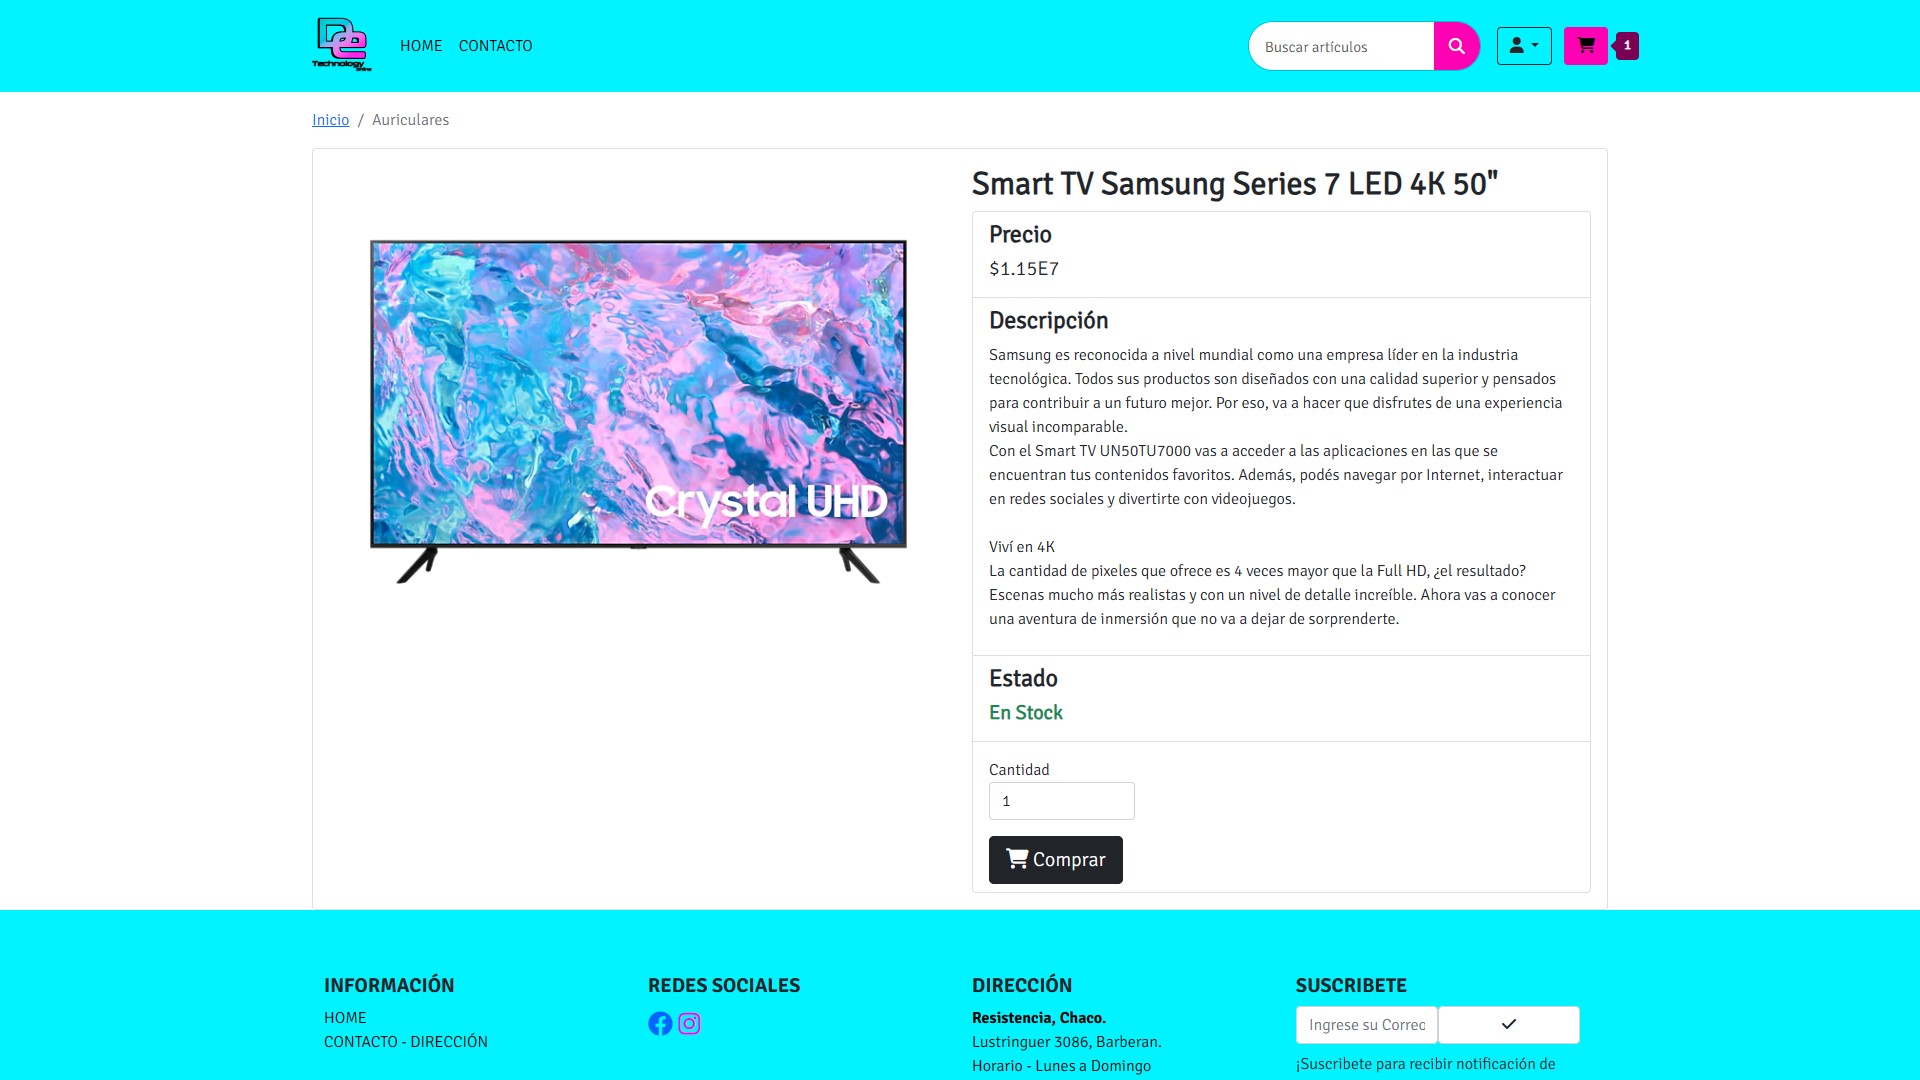 Technology
HOME
CONTACTO
Buscar artículos
1
Inicio / Auriculares
Smart TV Samsung Series 7 LED 4K 50"
Precio
$1.15E7
Descripción
Samsung es reconocida a nivel mundial como una empresa líder en la industria
tecnológica. Todos sus productos son diseñados con una calidad superior y pensados
para contribuir a un futuro mejor. Por eso, va a hacer que disfrutes de una experiencia
visual incomparable.
Con el Smart TV UN50TU7000 vas a acceder a las aplicaciones en las que se
encuentran tus contenidos favoritos. Además, podés navegar por Internet, interactuar
en redes sociales y divertirte con videojuegos.
Viví en 4K
La cantidad de pixeles que ofrece es 4 veces mayor que la Full HD, ¿el resultado?
Escenas mucho más realistas y con un nivel de detalle increíble. Ahora vas a conocer
una aventura de inmersión que no va a dejar de sorprenderte.
Crystal UHD
Estado
En Stock
Cantidad
1
Comprar
INFORMACIÓN
HOME
CONTACTO - DIRECCIÓN
REDES SOCIALES
DIRECCIÓN
Resistencia, Chaco.
Lustringuer 3086, Barberan.
Horario - Lunes a Domingo
SUSCRIBETE
Ingrese su Correo
¡Suscribete para recibir notificación de